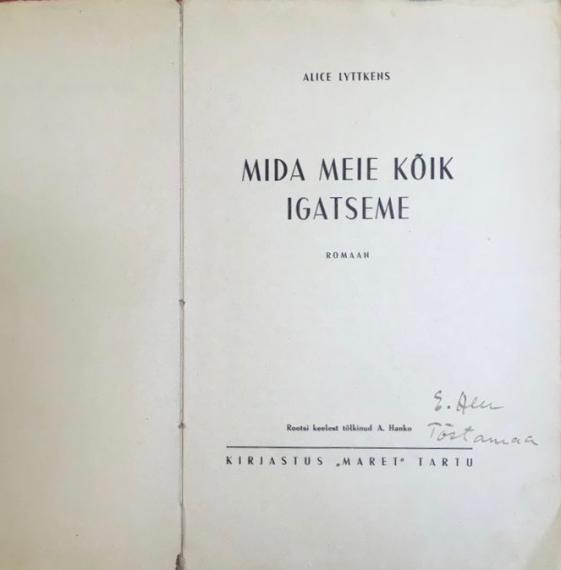 ALICE LYTTKENS
MIDA MEIE KÕIK
IGATSEME
ROMAAN
E.
Rootsi keelest tõlkinud A. Hanko
Tõstamaa
KIRJASTUS „MARET“ TARTU